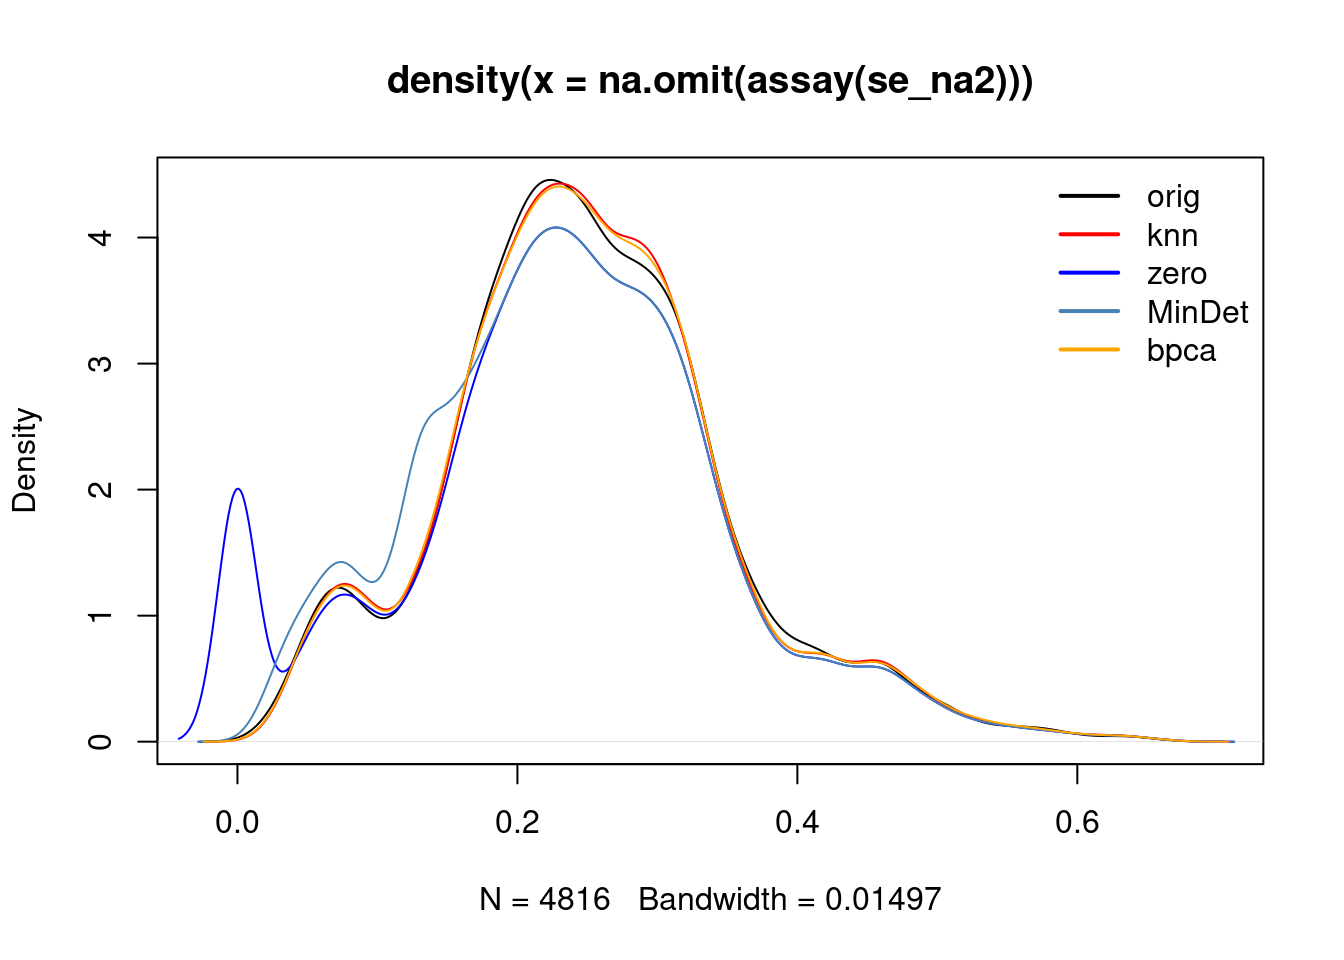 density(x = na.omit(assay(se_na2)))
orig
knn
zero
MinDet
bpca
Density
4
3
2
1
0
0.0 0.2 0.4 0.6
N = 4816 Bandwidth = 0.01497